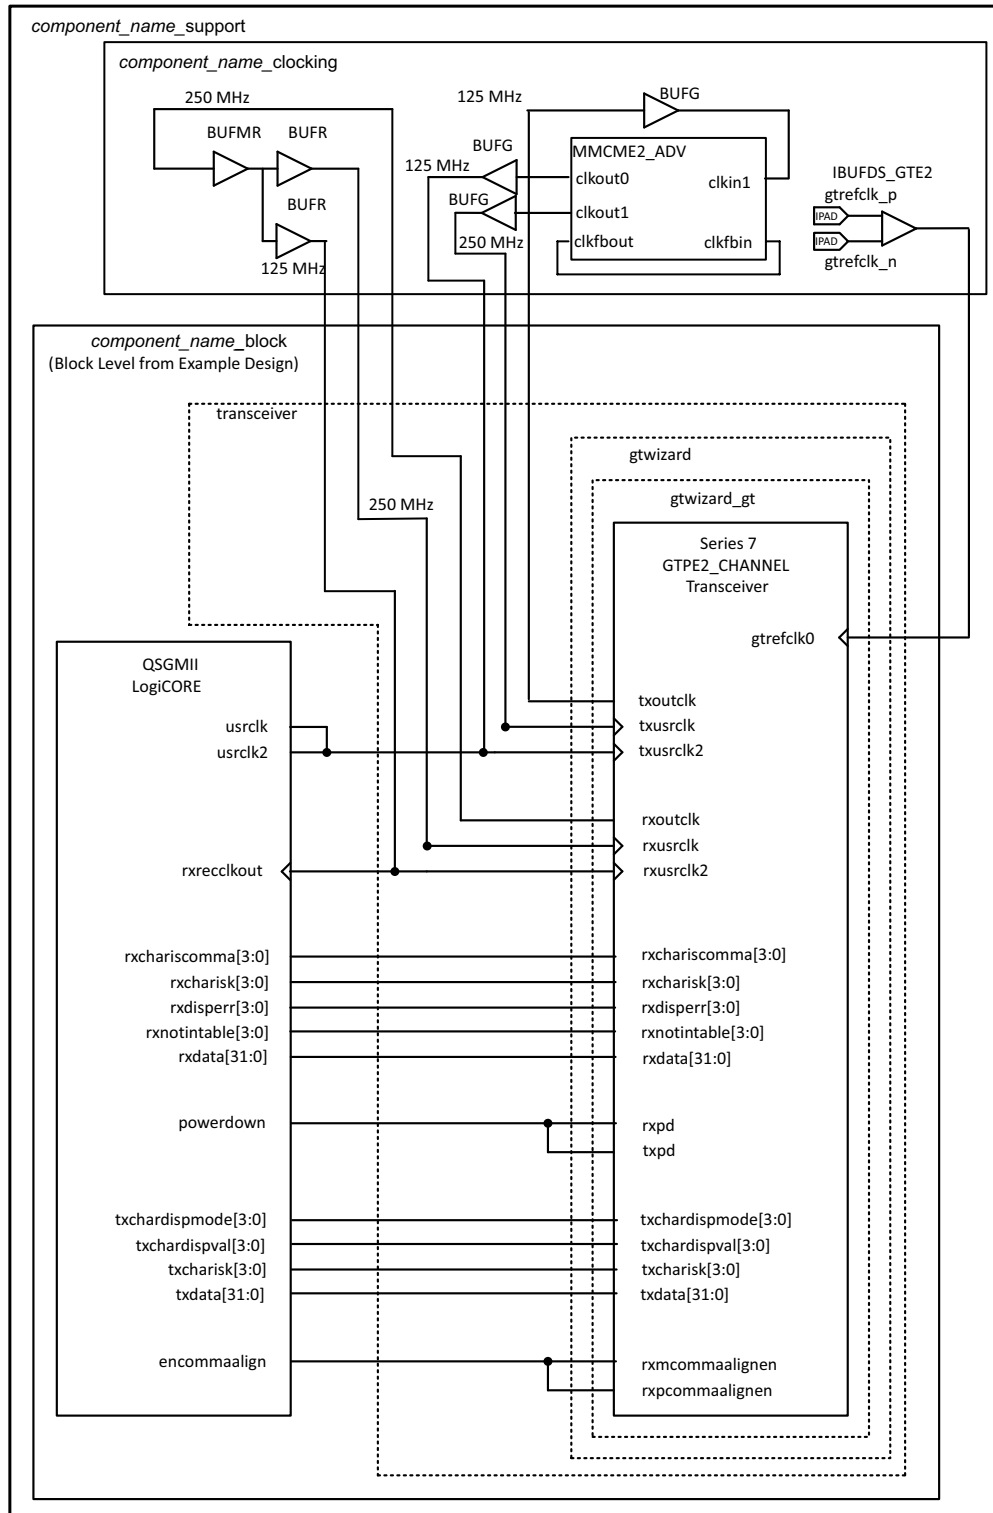 component_name_support
component_name_clocking
250 MHz
125 MHz
BUFG
BUFMR
BUFR
BUFG
MMCME2_ADV
125 MHz
clkout0
clkin1
IBUFDS_GTE2
BUFG
gtrefclk_p
BUFR
clkout1
IPAD
250 MHz
clkfbout
clkfbin
IPAD
125 MHz
gtrefclk_n
component_name_block
(Block Level from Example Design)
transceiver
gtwizard
gtwizard_gt
250 MHz
Series 7
GTPE2_CHANNEL
Transceiver
gtrefclk0
QSGMII
LogiCORE
txoutclk
usrclk
txusrclk
usrclk2
txusrclk2
rxoutclk
rxusrclk
rxrecclkout
rxusrclk2
rxchariscomma[3:0]
rxchariscomma[3:0]
rxcharisk[3:0]
rxcharisk[3:0]
rxdisperr[3:0]
rxdisperr[3:0]
rxnotintable[3:0]
rxnotintable[3:0]
rxdata[31:0]
rxdata[31:0]
powerdown
rxpd
txpd
txchardispmode[3:0]
txchardispmode[3:0]
txchardispval[3:0]
txchardispval[3:0]
txcharisk[3:0]
txcharisk[3:0]
txdata[31:0]
txdata[31:0]
encommaalign
rxmcommaalignen
rxpcommaalignen